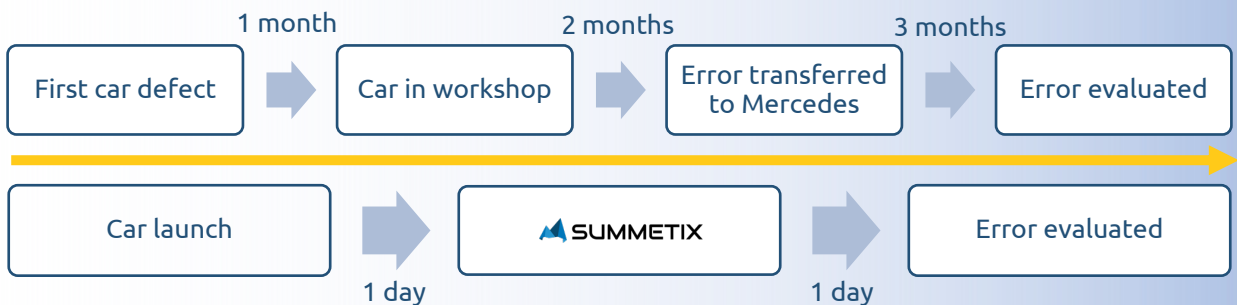 1 month
2 months
3 months
First car defect
Car in workshop
Error transferred
to Mercedes
Error evaluated
Car launch
SUMMETIX
Error evaluated
1 day
1 day